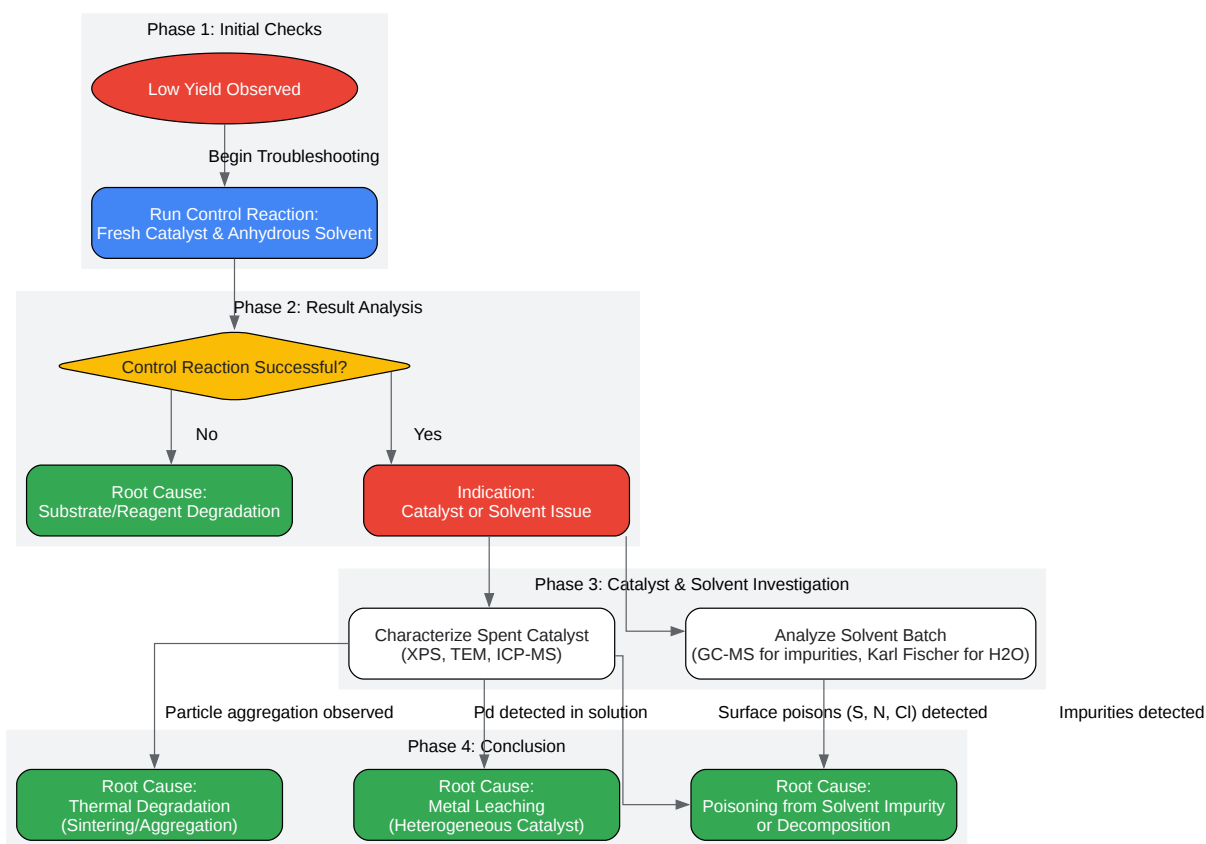 Phase 1: Initial Checks
Low Yield Observed
Begin Troubleshooting
Run Control Reaction:
Fresh Catalyst & Anhydrous Solvent
Phase 2: Result Analysis
Control Reaction Successful?
No
Yes
Root Cause:
Substrate/Reagent Degradation
Indication:
Catalyst or Solvent Issue
Phase 3: Catalyst & Solvent Investigation
Characterize Spent Catalyst
(XPS, TEM, ICP-MS)
Analyze Solvent Batch
(GC-MS for impurities, Karl Fischer for H2O)
Particle aggregation observed
Pd detected in solution
Surface poisons (S, N, Cl) detected
Impurities detected
Phase 4: Conclusion
Root Cause:
Thermal Degradation
(Sintering/Aggregation)
Root Cause:
Metal Leaching
(Heterogeneous Catalyst)
Root Cause:
Poisoning from Solvent Impurity
or Decomposition